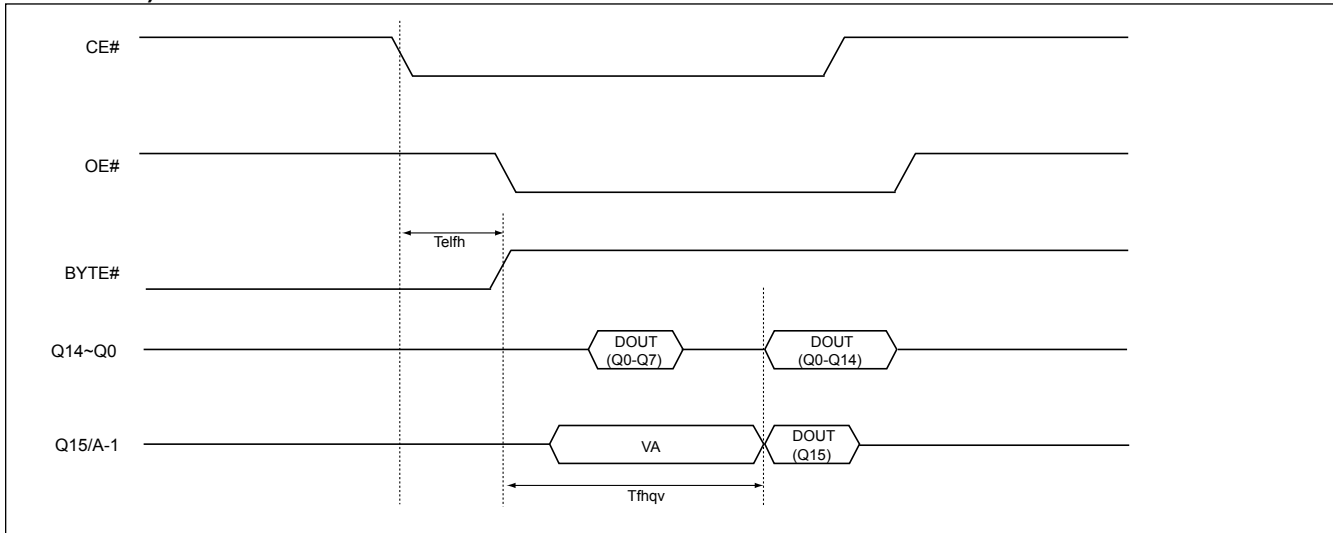 CE#
OE#
Telfh
BYTE#
Q14~Q0
DOUT
(Q0-Q7)
DOUT
(Q0-Q14)
Q15/A-1
VA
DOUT
(Q15)
Tfhqv